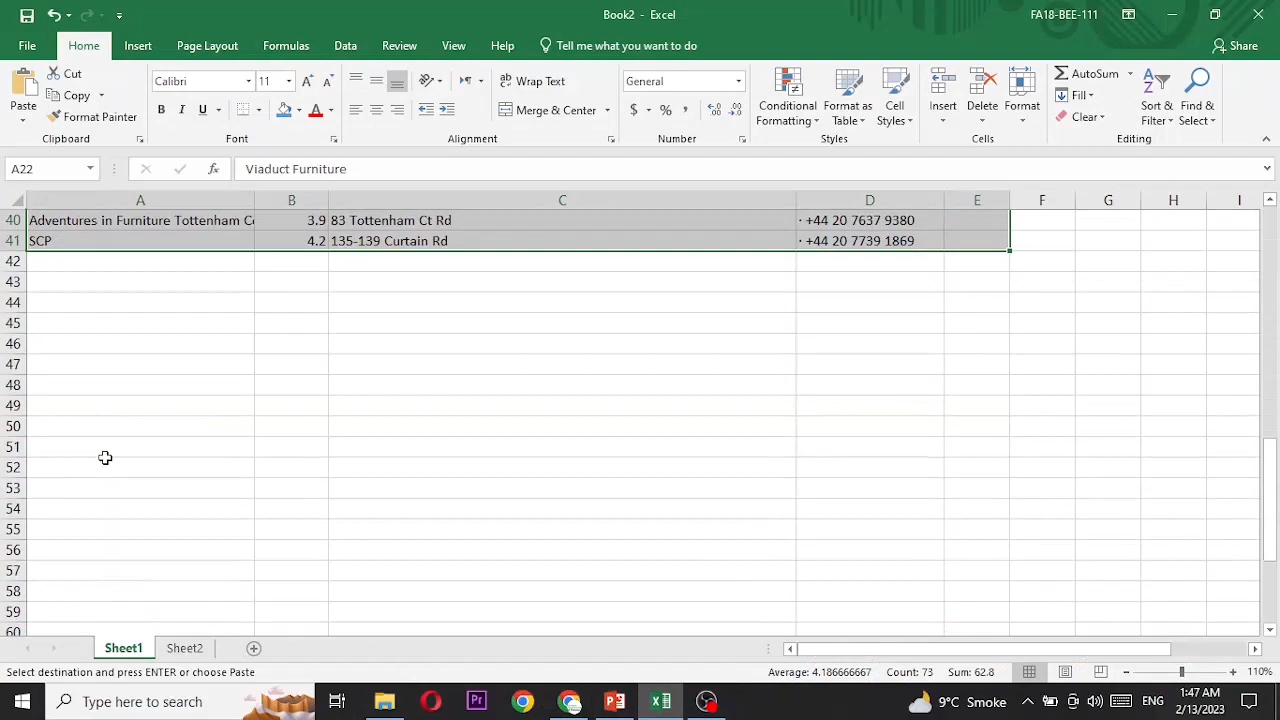 Book2 - Excel
FA18-BEE-111
File Home Insert Page Layout Formulas Data Review View Help Tell me what you want to do Share
Paste
Cut
Copy
Format Painter
Clipboard
Calibri 11
B I U
Font
Wrap Text
Merge & Center
Alignment
General
$ % ,
Number
Conditional Formatting
Format as Table
Cell Styles
Styles
Insert
Delete
Format
Cells
AutoSum
Fill
Clear
Sort & Filter
Find & Select
Editing
A22 fx Viaduct Furniture
A B C D E F G H I
40 Adventures in Furniture Tottenham Co 3.9 83 Tottenham Ct Rd · +44 20 7637 9380
41 SCP 4.2 135-139 Curtain Rd · +44 20 7739 1869
42
43
44
45
46
47
48
49
50
51
52
53
54
55
56
57
58
59
60
Sheet1 Sheet2
Select destination and press ENTER or choose Paste Average: 4.186666667 Count: 73 Sum: 62.8 110%
Type here to search Pr 9°C Smoke ENG 1:47 AM
2/13/2023